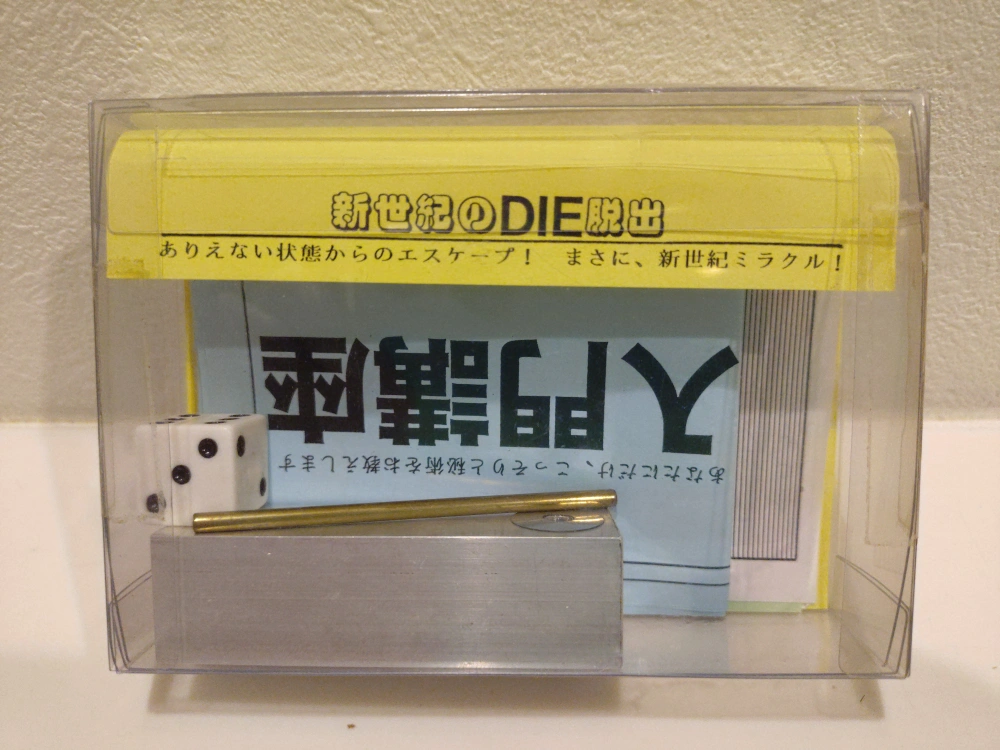 新世紀のDIE脱出
ありえない状態からのエスケープ！　まさに、新世紀ミラクル！
あなたにだけ、こっそりと秘術をお教えします
入門講座